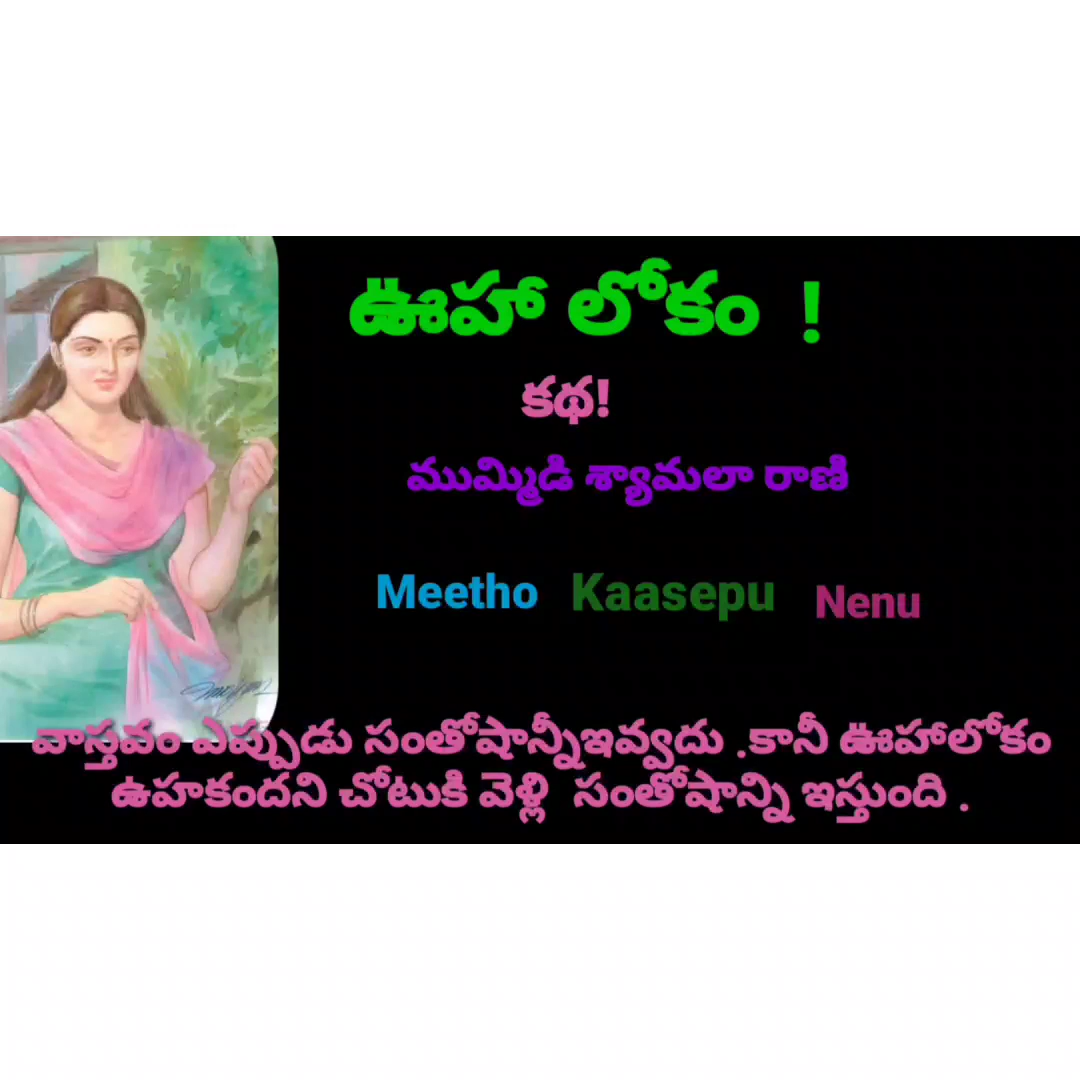 ఊహా లోకం !
కథ!
ముమ్మిడి శ్యామలా రాణి
Meetho Kaasepu Nenu
వాస్తవం ఎప్పుడు సంతోషాన్నీఇవ్వదు .కానీ ఊహాలోకం
ఉహకందని చోటుకి వెళ్లి సంతోషాన్ని ఇస్తుంది .